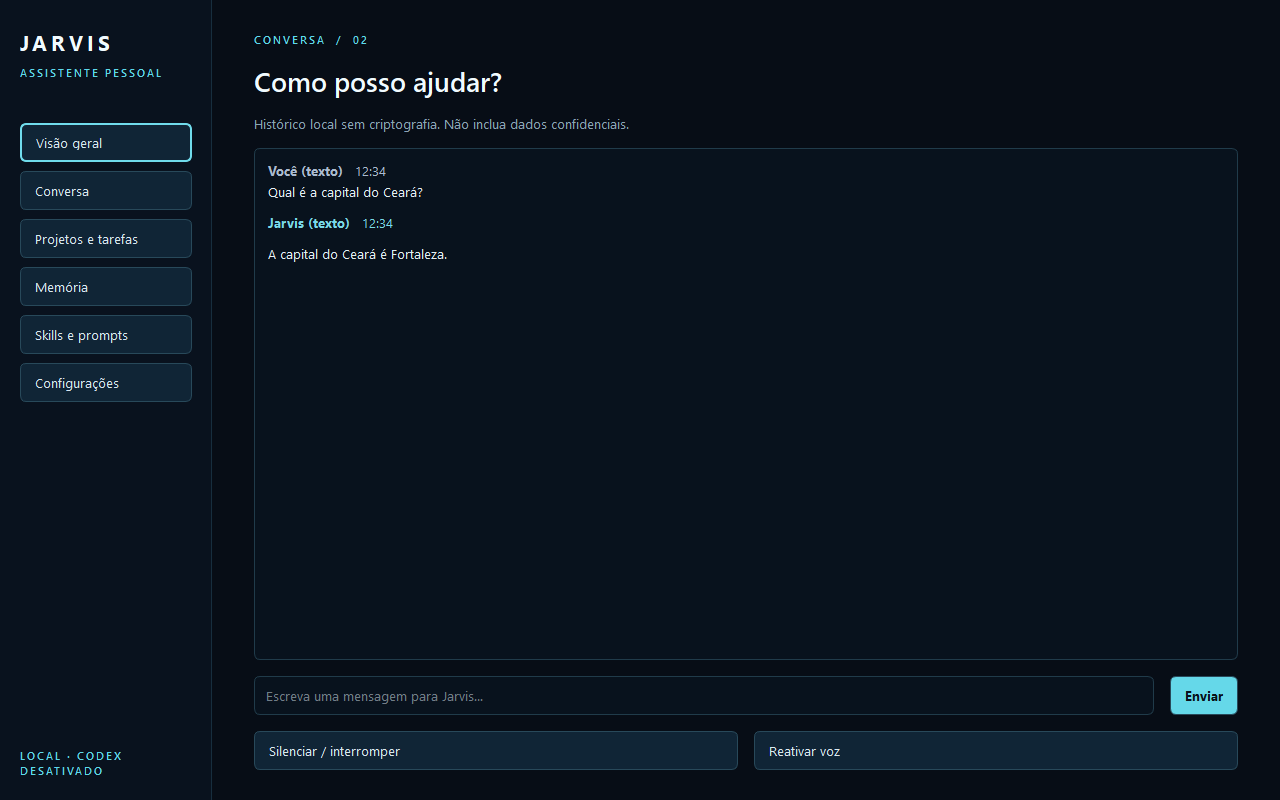 JARVIS
ASSISTENTE PESSOAL
Visão geral
Conversa
Projetos e tarefas
Memória
Skills e prompts
Configurações
LOCAL · CODEX
DESATIVADO
CONVERSA / 02
Como posso ajudar?
Histórico local sem criptografia. Não inclua dados confidenciais.
Você (texto) 12:34
Qual é a capital do Ceará?
Jarvis (texto) 12:34
A capital do Ceará é Fortaleza.
Escreva uma mensagem para Jarvis...
Enviar
Silenciar / interromper
Reativar voz